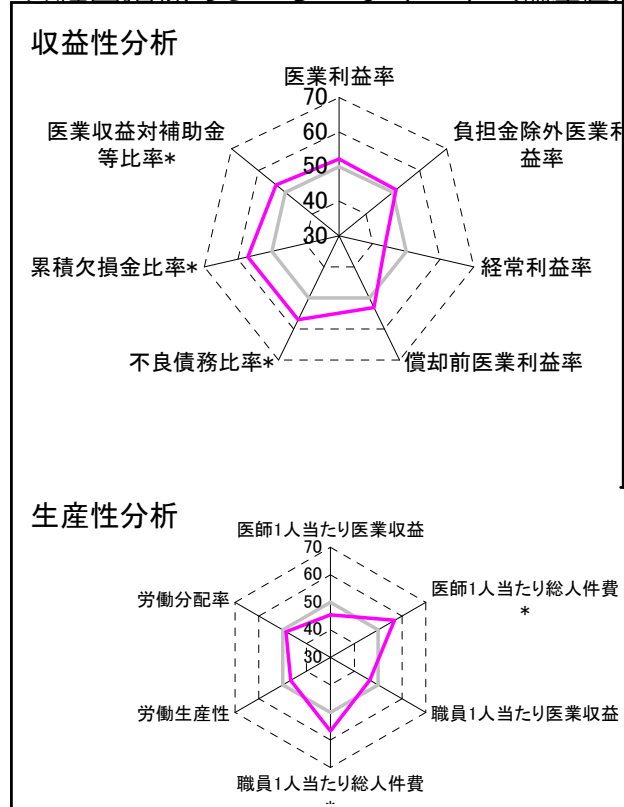 収益性分析
医業利益率
70
60
50
40
30
負担金除外医業利
益率
経常利益率
償却前医業利益率
不良債務比率*
累積欠損金比率*
医業収益対補助金
等比率*
生産性分析
医師1人当たり医業収益
70
60
50
40
30
医師1人当たり総人件費
*
職員1人当たり医業収益
職員1人当たり総人件費
*
労働生産性
労働分配率